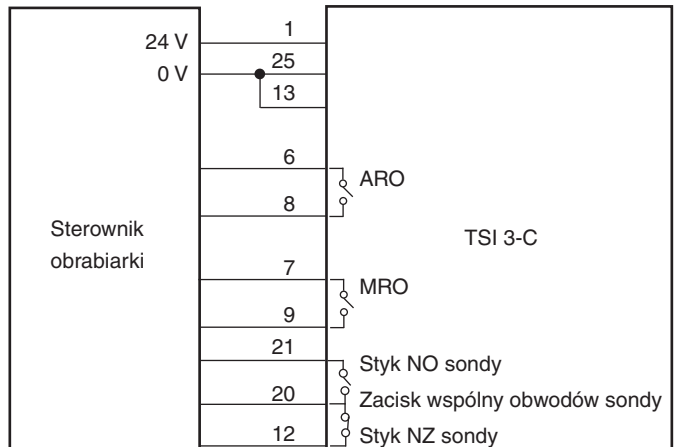 24 V 1
0 V 25
13
6
ARO
8
Sterownik
obrabiarki
TSI 3-C
7
MRO
9
21
Styk NO sondy
20
Zacisk wspólny obwodów sondy
12
Styk NZ sondy